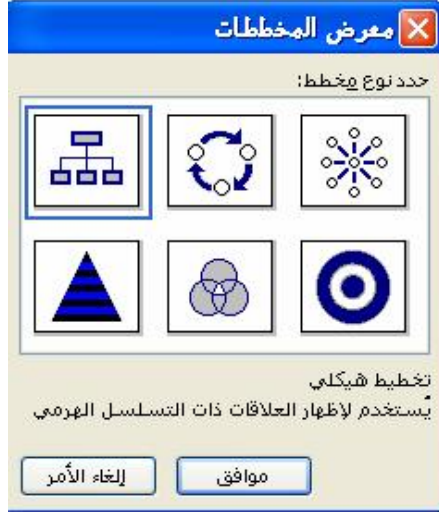 معرض المخططات
حدد نوع مخطط:
تخطيط هيكلي
يُستخدم لإظهار العلاقات ذات التسلسل الهرمي
موافق
إلغاء الأمر